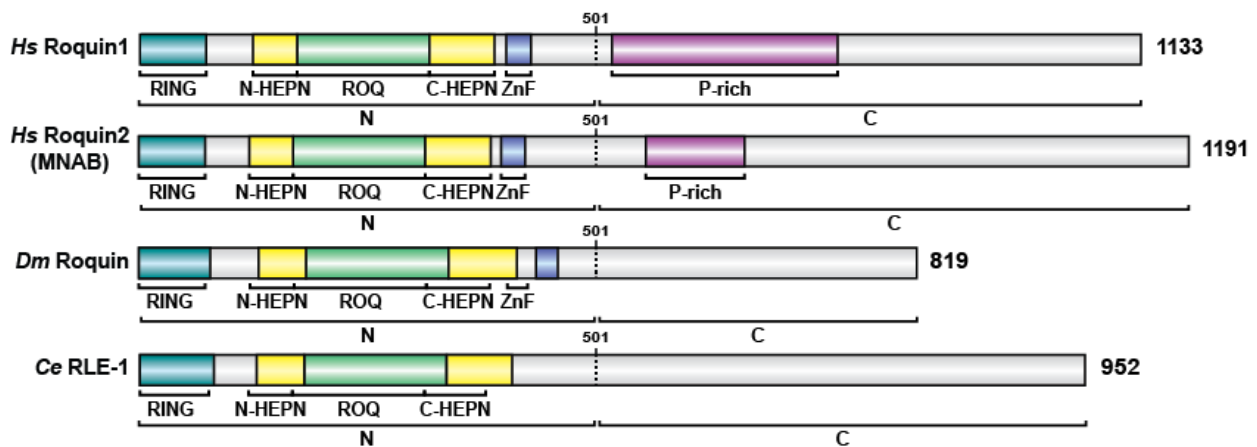 501
Hs Roquin1 1133
RING N-HEPN ROQ C-HEPN ZnF P-rich
N C
501
Hs Roquin2 (MNAB) 1191
RING N-HEPN ROQ C-HEPN ZnF P-rich
N C
501
Dm Roquin 819
RING N-HEPN ROQ C-HEPN ZnF
N C
501
Ce RLE-1 952
RING N-HEPN ROQ C-HEPN
N C